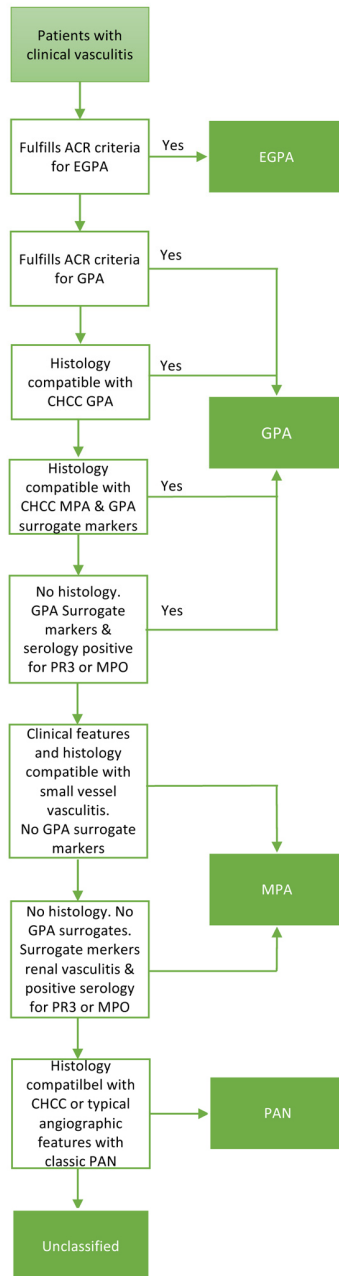 Patients with
clinical vasculitis
Fulfills ACR criteria
for EGPA
Yes
EGPA
Fulfills ACR criteria
for GPA
Yes
Histology
compatible with
CHCC GPA
Yes
GPA
Histology
compatible with
CHCC MPA & GPA
surrogate markers
Yes
No histology.
GPA Surrogate
markers &
serology positive
for PR3 or MPO
Yes
Clinical features
and histology
compatible with
small vessel
vasculitis.
No GPA surrogate
markers
MPA
No histology. No
GPA surrogates.
Surrogate merkers
renal vasculitis &
positive serology
for PR3 or MPO
Histology
compatilbel with
CHCC or typical
angiographic
features with
classic PAN
PAN
Unclassified